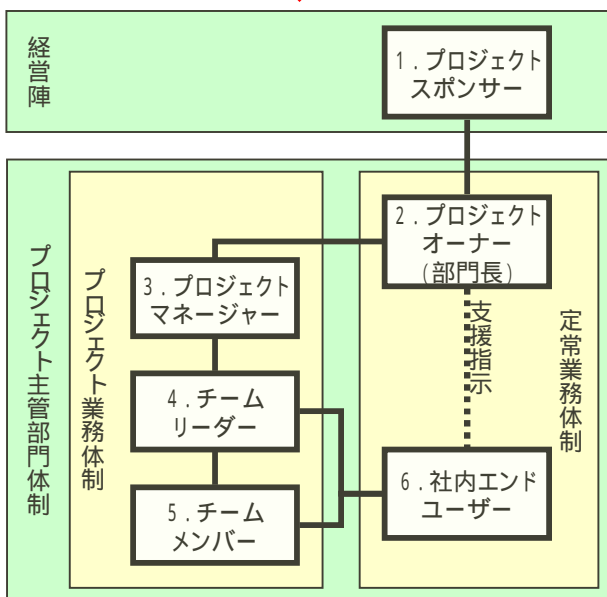 経営陣
1．プロジェクト
スポンサー
プロジェクト主管部門体制
プロジェクト業務体制
2．プロジェクト
オーナー
(部門長)
3．プロジェクト
マネージャー
支援指示
定常業務体制
4．チーム
リーダー
5．チーム
メンバー
6．社内エンド
ユーザー